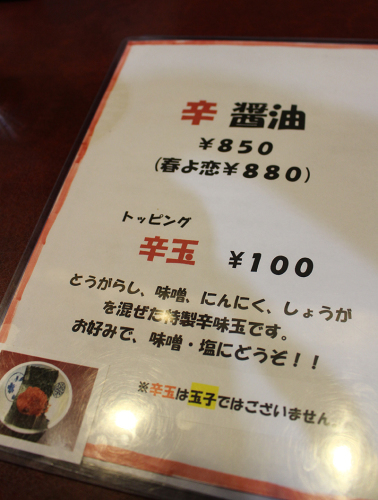 辛 醤油
¥850
(春よ恋¥880)
トッピング
辛玉 ¥100
とうがらし、味噌、にんにく、しょうが
を混ぜた特製辛味玉です。
お好みで、味噌・塩にどうぞ!!
※辛玉は玉子ではございません。